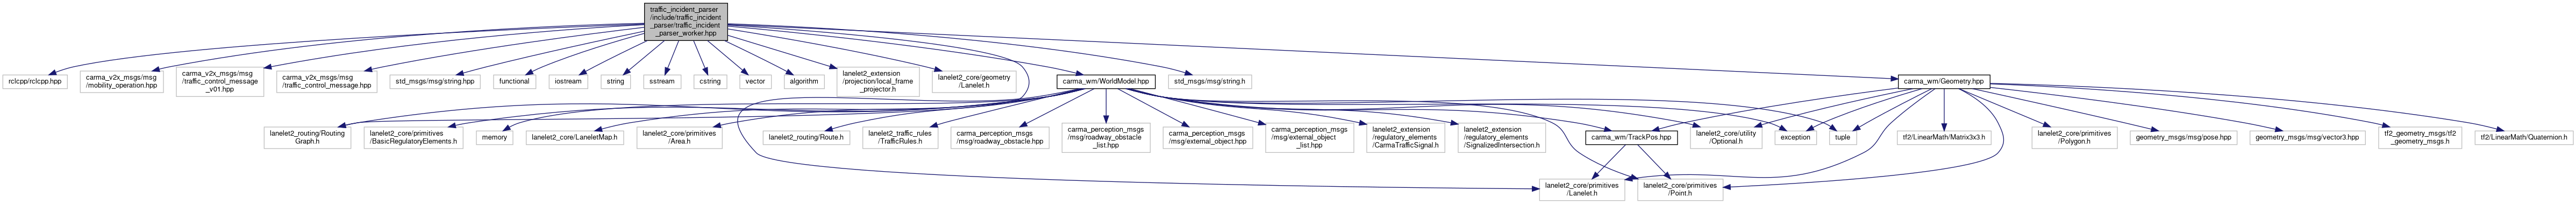 traffic_incident_parser
/include/traffic_incident
_parser/traffic_incident
_parser_worker.hpp
rclcpp/rclcpp.hpp
carma_v2x_msgs/msg
/mobility_operation.hpp
carma_v2x_msgs/msg
/traffic_control_message
_v01.hpp
carma_v2x_msgs/msg
/traffic_control_message.hpp
std_msgs/msg/string.hpp
functional
iostream
string
sstream
cstring
vector
algorithm
lanelet2_extension
/projection/local_frame
_projector.h
lanelet2_core/geometry
/Lanelet.h
carma_wm/WorldModel.hpp
std_msgs/msg/string.h
carma_wm/Geometry.hpp
lanelet2_routing/Routing
Graph.h
lanelet2_core/primitives
/BasicRegulatoryElements.h
memory
lanelet2_core/LaneletMap.h
lanelet2_core/primitives
/Area.h
lanelet2_routing/Route.h
lanelet2_traffic_rules
/TrafficRules.h
carma_perception_msgs
/msg/roadway_obstacle.hpp
carma_perception_msgs
/msg/roadway_obstacle
_list.hpp
carma_perception_msgs
/msg/external_object.hpp
carma_perception_msgs
/msg/external_object
_list.hpp
lanelet2_extension
/regulatory_elements
/CarmaTrafficSignal.h
lanelet2_extension
/regulatory_elements
/SignalizedIntersection.h
carma_wm/TrackPos.hpp
lanelet2_core/utility
/Optional.h
exception
tuple
tf2/LinearMath/Matrix3x3.h
lanelet2_core/primitives
/Polygon.h
geometry_msgs/msg/pose.hpp
geometry_msgs/msg/vector3.hpp
tf2_geometry_msgs/tf2
_geometry_msgs.h
tf2/LinearMath/Quaternion.h
lanelet2_core/primitives
/Lanelet.h
lanelet2_core/primitives
/Point.h